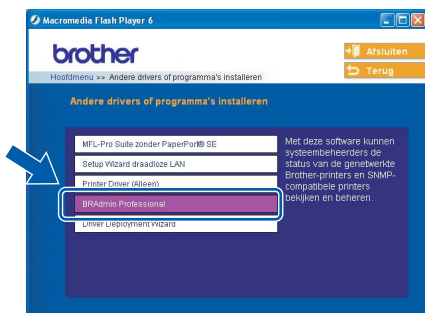 Macromedia Flash Player 6
brother
Afsluiten
Hoofdmenu »» Andere drivers of programma's installeren
Terug
Andere drivers of programma's installeren
MFL-Pro Suite zonder PaperPort® SE
Setup Wizard draadloze LAN
Printer Driver (Alleen)
BRAdmin Professional
Driver Deployment Wizard
Met deze software kunnen
systeembeheerders de
status van de genetwerkte
Brother-printers en SNMP-
compatibele printers
bekijken en beheren.